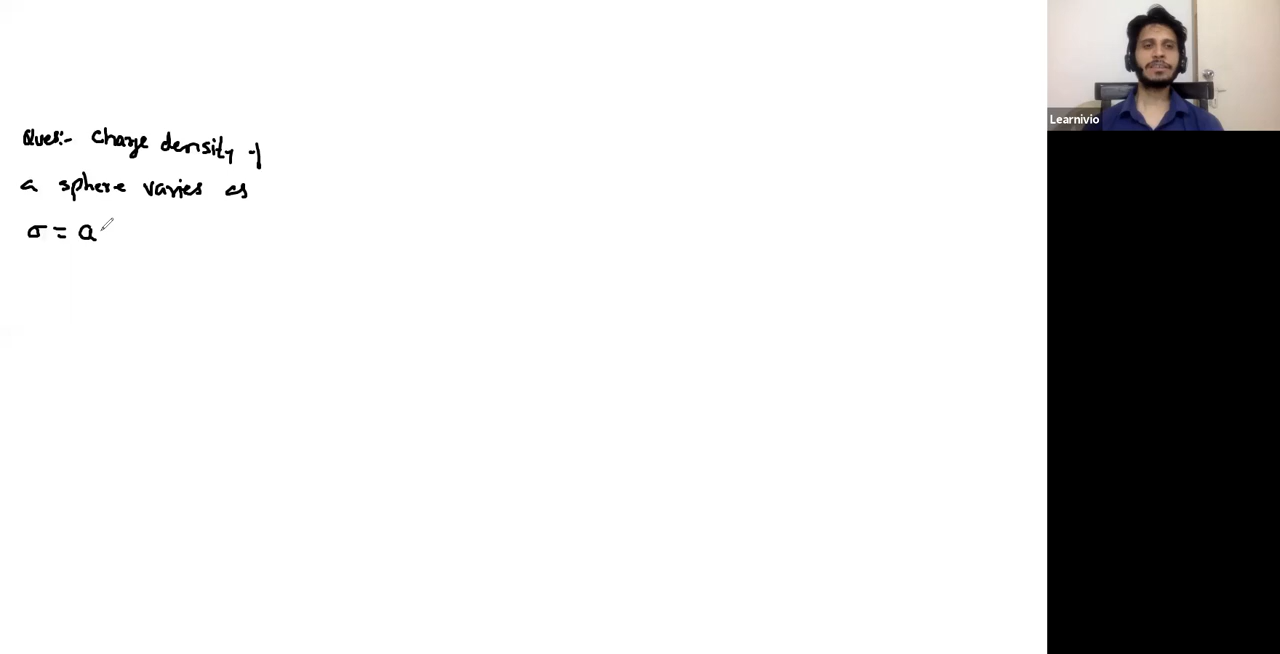 Ques:- Charge density of
a sphere varies as
σ = a
Learnivio